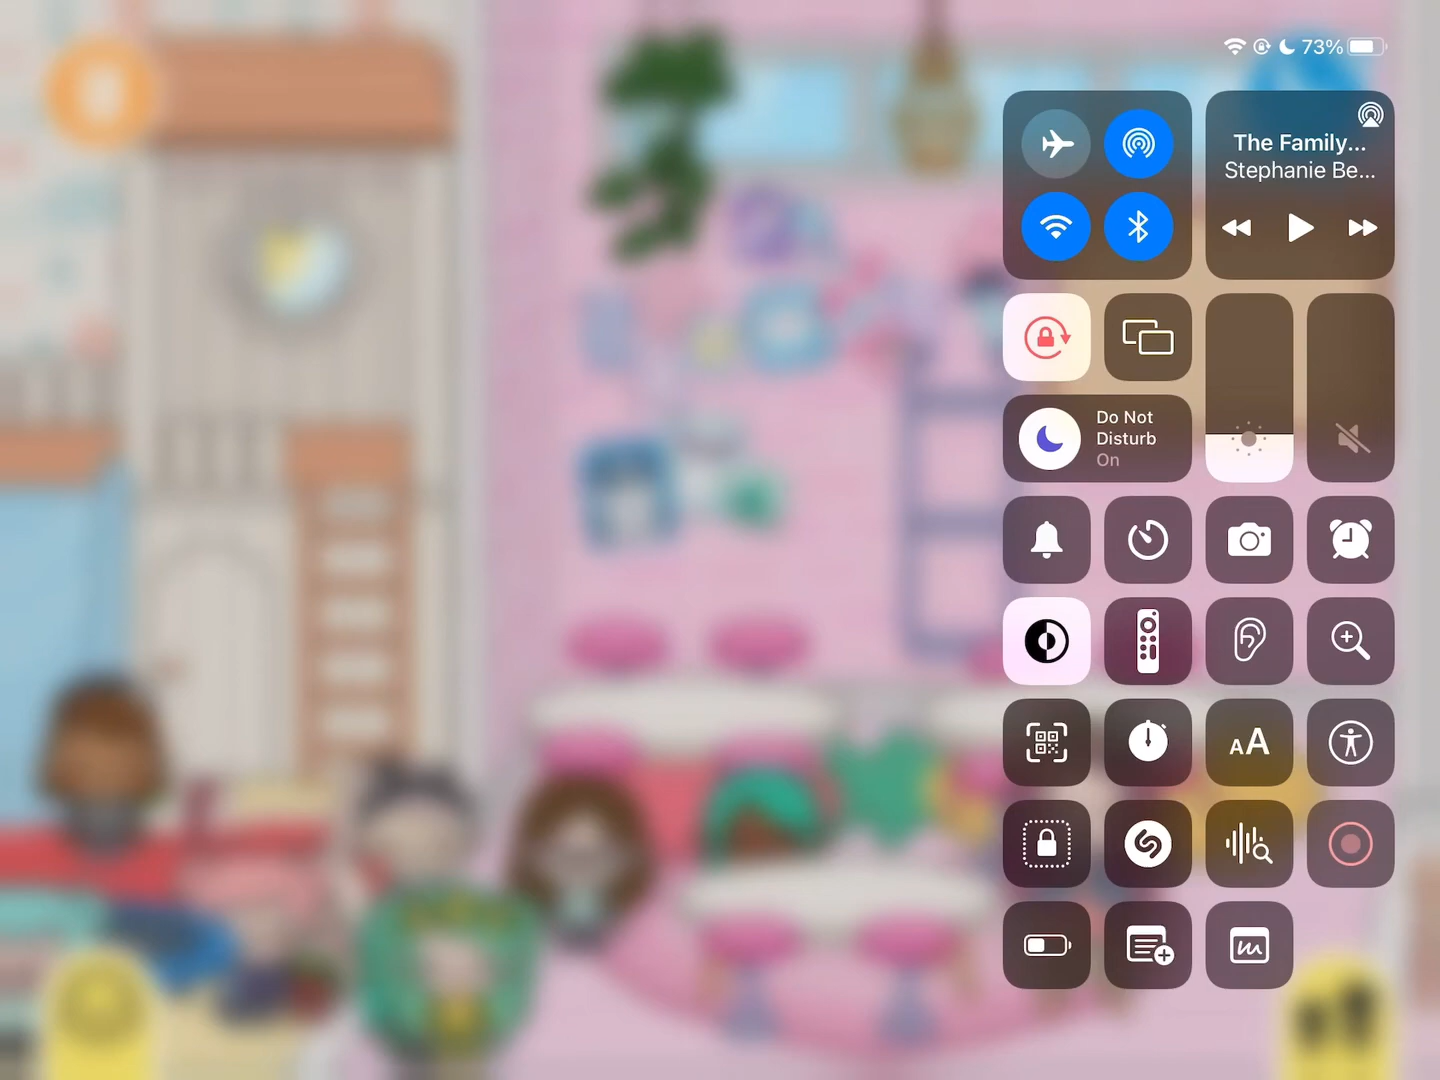 73%
The Family...
Stephanie Be...
Do Not
Disturb
On
AA